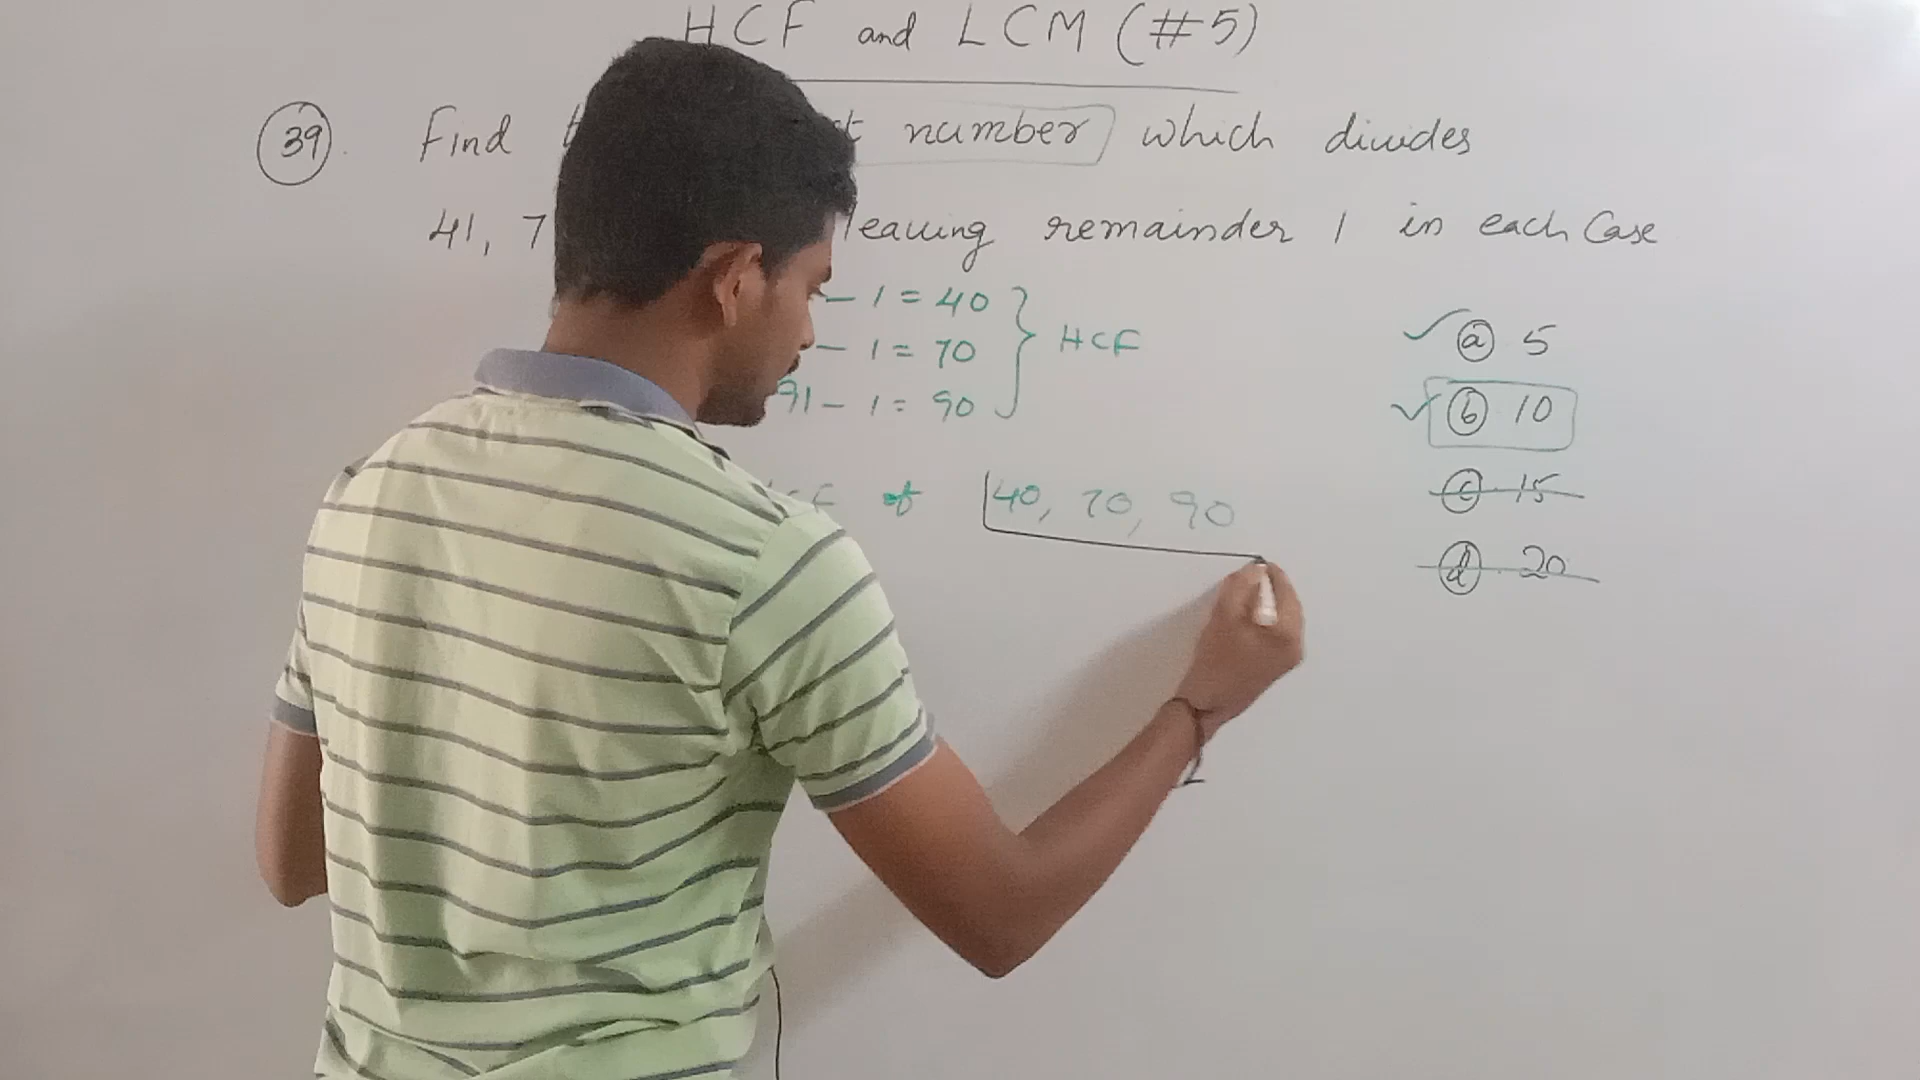 HCF and LCM (#5)
39. Find number which divides
41, 7 leaving remainder 1 in each Case
- 1 = 40
- 1 = 70
91 - 1 = 90
HCF
of 40, 70, 90
a 5
b 10
c 15
d 20